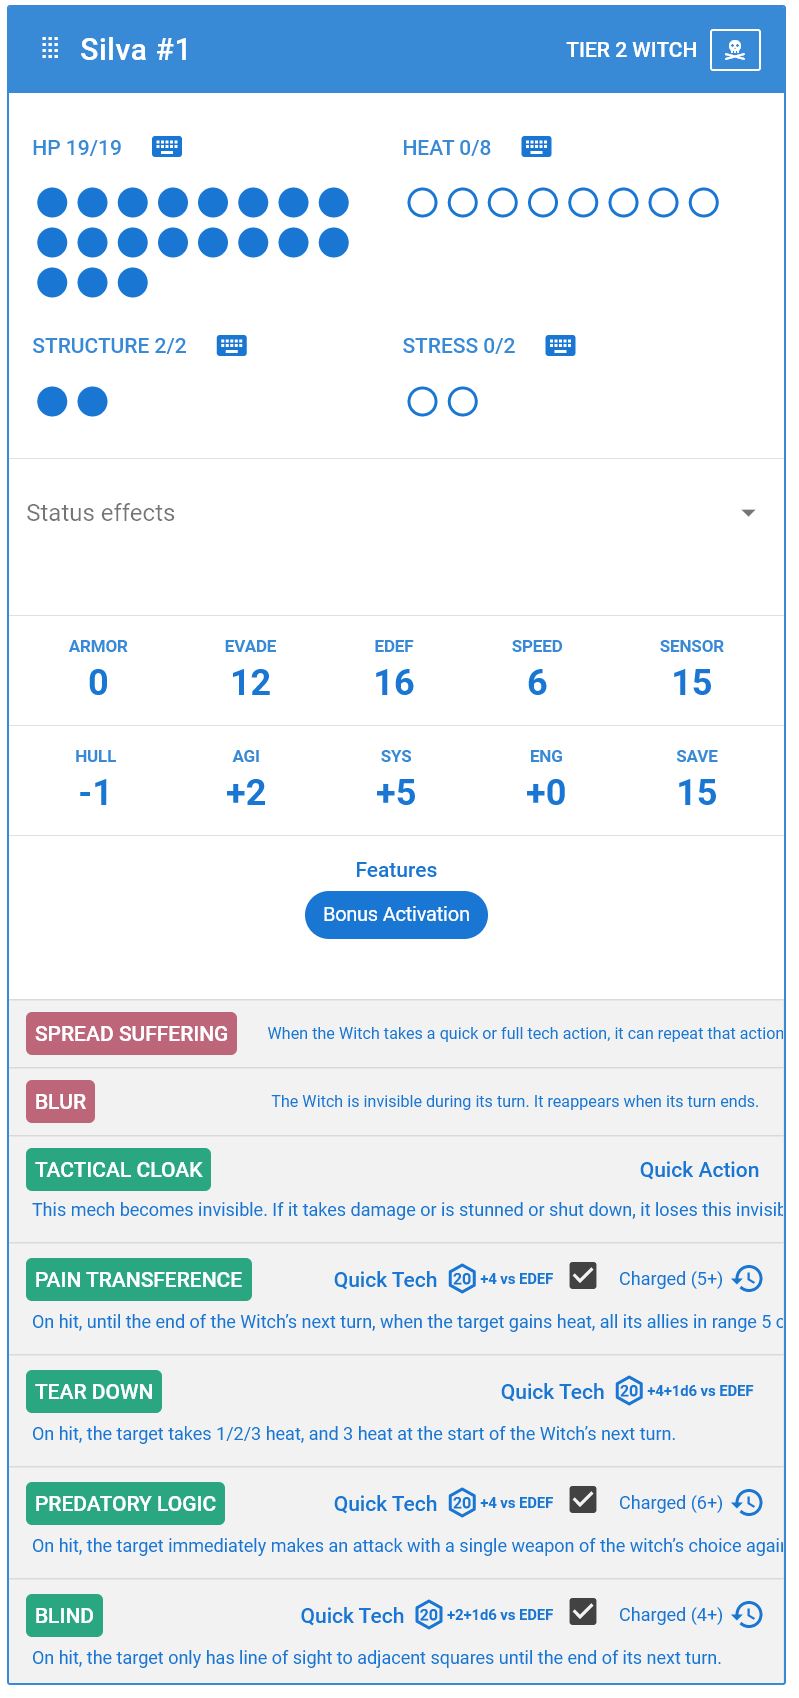 Silva #1 TIER 2 WITCH
HP 19/19 HEAT 0/8
STRUCTURE 2/2 STRESS 0/2
Status effects
ARMOR EVADE EDEF SPEED SENSOR
0 12 16 6 15
HULL AGI SYS ENG SAVE
-1 +2 +5 +0 15
Features
Bonus Activation
SPREAD SUFFERING When the Witch takes a quick or full tech action, it can repeat that action
BLUR The Witch is invisible during its turn. It reappears when its turn ends.
TACTICAL CLOAK Quick Action
This mech becomes invisible. If it takes damage or is stunned or shut down, it loses this invisib
PAIN TRANSFERENCE Quick Tech 20 +4 vs EDEF Charged (5+)
On hit, until the end of the Witch’s next turn, when the target gains heat, all its allies in range 5 o
TEAR DOWN Quick Tech 20 +4+1d6 vs EDEF
On hit, the target takes 1/2/3 heat, and 3 heat at the start of the Witch’s next turn.
PREDATORY LOGIC Quick Tech 20 +4 vs EDEF Charged (6+)
On hit, the target immediately makes an attack with a single weapon of the witch’s choice again
BLIND Quick Tech 20 +2+1d6 vs EDEF Charged (4+)
On hit, the target only has line of sight to adjacent squares until the end of its next turn.